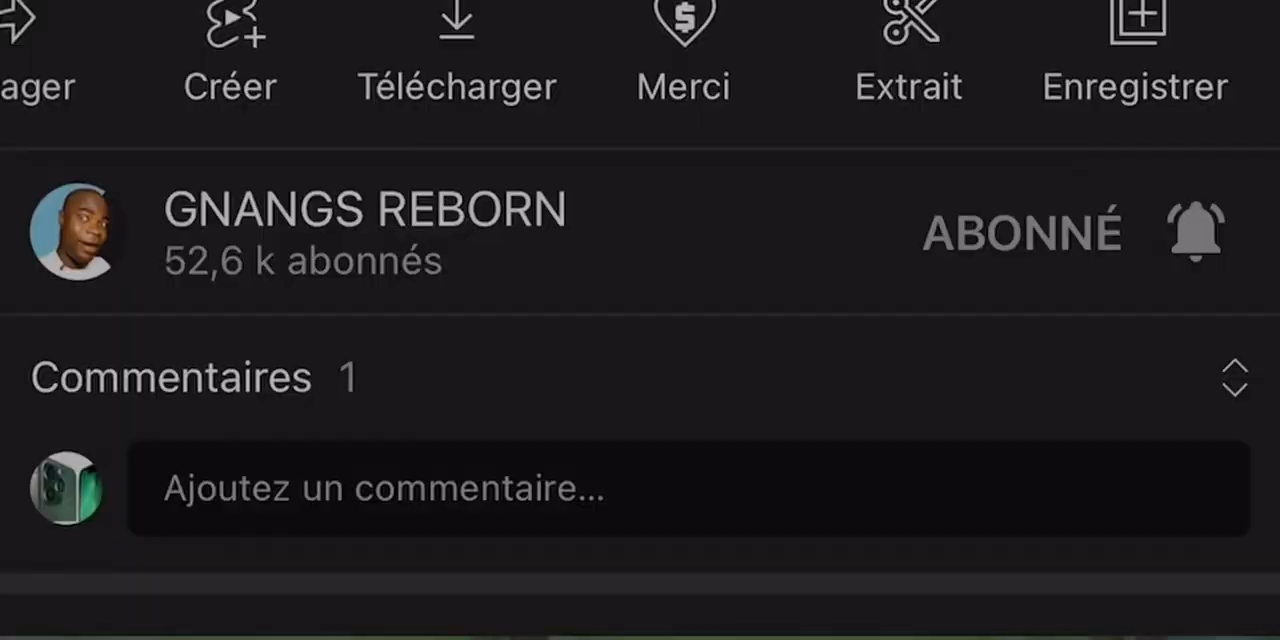 ager
Créer
Télécharger
Merci
Extrait
Enregistrer
GNANGS REBORN
52,6 k abonnés
ABONNÉ
Commentaires 1
Ajoutez un commentaire...